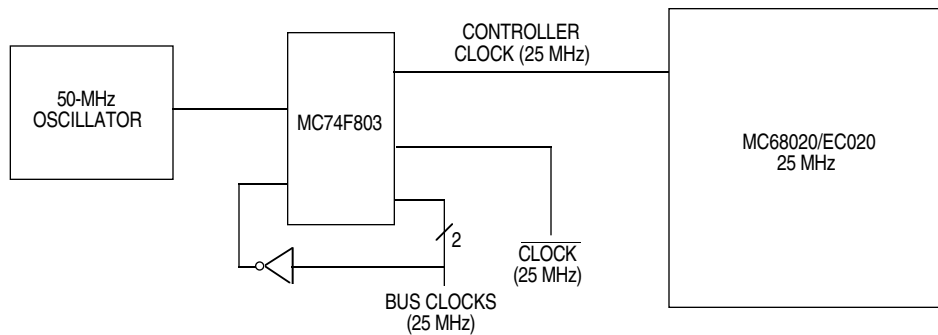 CONTROLLER
CLOCK (25 MHz)
50-MHz
OSCILLATOR
MC74F803
MC68020/EC020
25 MHz
2
CLOCK
(25 MHz)
BUS CLOCKS
(25 MHz)